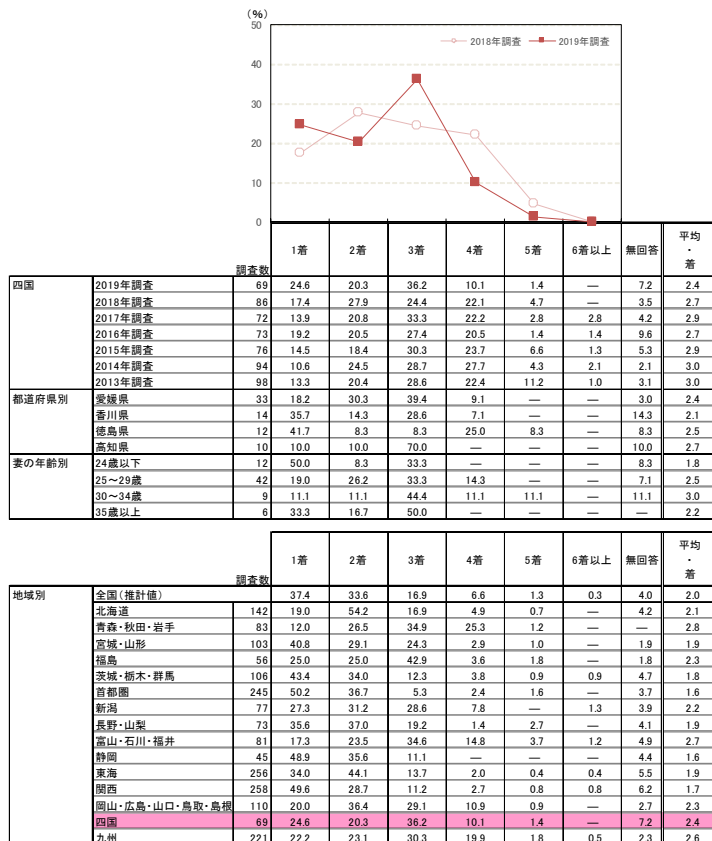 (％)
50
2018年調査 2019年調査
40
30
20
10
0
調査数 1着 2着 3着 4着 5着 6着以上 無回答 平均・着
四国 2019年調査 69 24.6 20.3 36.2 10.1 1.4 — 7.2 2.4
2018年調査 86 17.4 27.9 24.4 22.1 4.7 — 3.5 2.7
2017年調査 72 13.9 20.8 33.3 22.2 2.8 2.8 4.2 2.9
2016年調査 73 19.2 20.5 27.4 20.5 1.4 1.4 9.6 2.7
2015年調査 76 14.5 18.4 30.3 23.7 6.6 1.3 5.3 2.9
2014年調査 94 10.6 24.5 28.7 27.7 4.3 2.1 2.1 3.0
2013年調査 98 13.3 20.4 28.6 22.4 11.2 1.0 3.1 3.0
都道府県別 愛媛県 33 18.2 30.3 39.4 9.1 — — 3.0 2.4
香川県 14 35.7 14.3 28.6 7.1 — — 14.3 2.1
徳島県 12 41.7 8.3 8.3 25.0 8.3 — 8.3 2.5
高知県 10 10.0 10.0 70.0 — — — 10.0 2.7
妻の年齢別 24歳以下 12 50.0 8.3 33.3 — — — 8.3 1.8
25～29歳 42 19.0 26.2 33.3 14.3 — — 7.1 2.5
30～34歳 9 11.1 11.1 44.4 11.1 11.1 — 11.1 3.0
35歳以上 6 33.3 16.7 50.0 — — — — 2.2
調査数 1着 2着 3着 4着 5着 6着以上 無回答 平均・着
地域別 全国(推計値) 37.4 33.6 16.9 6.6 1.3 0.3 4.0 2.0
北海道 142 19.0 54.2 16.9 4.9 0.7 — 4.2 2.1
青森・秋田・岩手 83 12.0 26.5 34.9 25.3 1.2 — — 2.8
宮城・山形 103 40.8 29.1 24.3 2.9 1.0 — 1.9 1.9
福島 56 25.0 25.0 42.9 3.6 1.8 — 1.8 2.3
茨城・栃木・群馬 106 43.4 34.0 12.3 3.8 0.9 0.9 4.7 1.8
首都圏 245 50.2 36.7 5.3 2.4 1.6 — 3.7 1.6
新潟 77 27.3 31.2 28.6 7.8 — 1.3 3.9 2.2
長野・山梨 73 35.6 37.0 19.2 1.4 2.7 — 4.1 1.9
富山・石川・福井 81 17.3 23.5 34.6 14.8 3.7 1.2 4.9 2.7
静岡 45 48.9 35.6 11.1 — — — 4.4 1.6
東海 256 34.0 44.1 13.7 2.0 0.4 0.4 5.5 1.9
関西 258 49.6 28.7 11.2 2.7 0.8 0.8 6.2 1.7
岡山・広島・山口・鳥取・島根 110 20.0 36.4 29.1 10.9 0.9 — 2.7 2.3
四国 69 24.6 20.3 36.2 10.1 1.4 — 7.2 2.4
九州 221 22.2 23.1 30.3 19.9 1.8 0.5 2.3 2.6